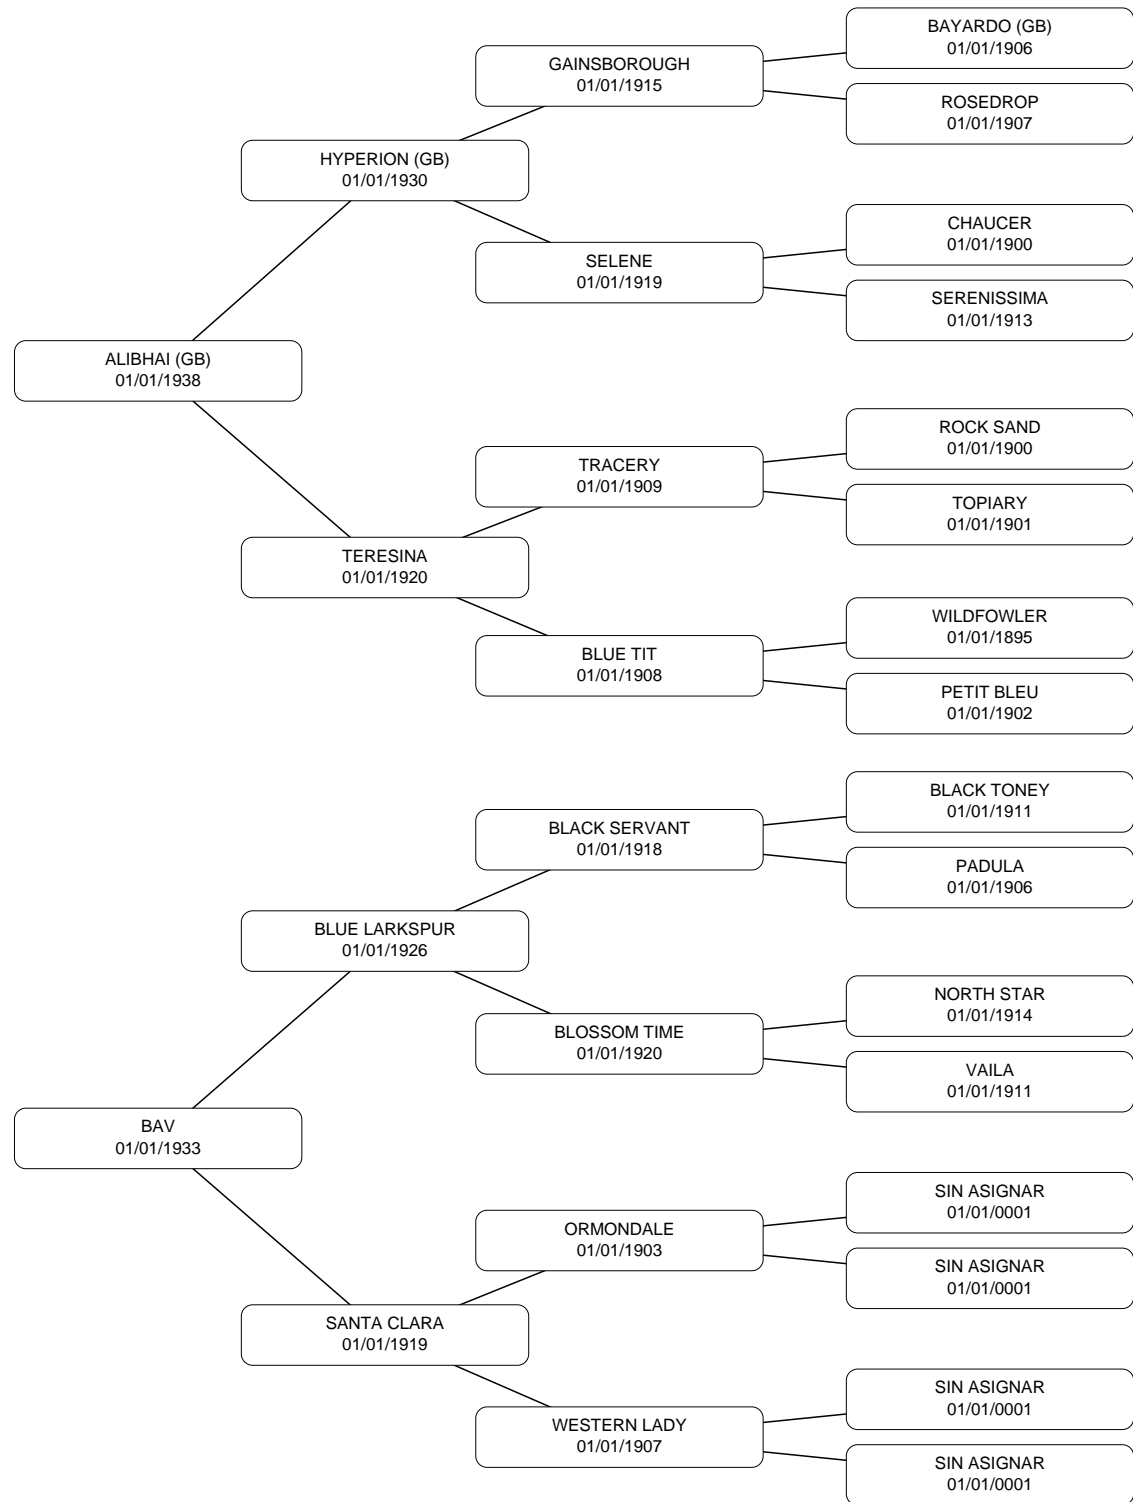 BAYARDO (GB)
01/01/1906
GAINSBOROUGH
01/01/1915
ROSEDROP
01/01/1907
HYPERION (GB)
01/01/1930
CHAUCER
01/01/1900
SELENE
01/01/1919
SERENISSIMA
01/01/1913
ALIBHAI (GB)
01/01/1938
ROCK SAND
01/01/1900
TRACERY
01/01/1909
TOPIARY
01/01/1901
TERESINA
01/01/1920
WILDFOWLER
01/01/1895
BLUE TIT
01/01/1908
PETIT BLEU
01/01/1902
BLACK TONEY
01/01/1911
BLACK SERVANT
01/01/1918
PADULA
01/01/1906
BLUE LARKSPUR
01/01/1926
NORTH STAR
01/01/1914
BLOSSOM TIME
01/01/1920
VAILA
01/01/1911
BAV
01/01/1933
SIN ASIGNAR
01/01/0001
ORMONDALE
01/01/1903
SIN ASIGNAR
01/01/0001
SANTA CLARA
01/01/1919
SIN ASIGNAR
01/01/0001
WESTERN LADY
01/01/1907
SIN ASIGNAR
01/01/0001